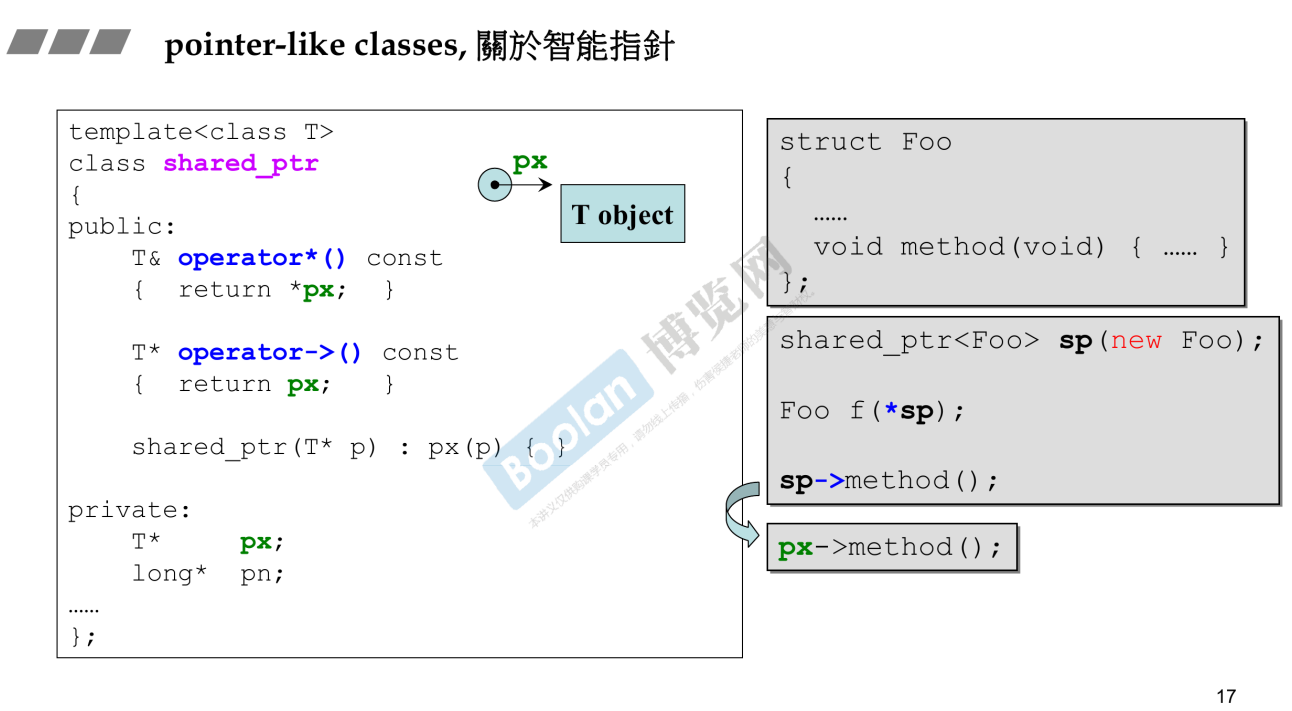 pointer-like classes, 關於智能指針
template<class T>
class shared_ptr
{
public:
T& operator*() const
{ return *px; }
T* operator->() const
{ return px; }
shared_ptr(T* p) : px(p) { }
private:
T* px;
long* pn;
……
};
px
T object
struct Foo
{
……
void method(void) { …… }
};
shared_ptr<Foo> sp(new Foo);
Foo f(*sp);
sp->method();
px->method();
Boolan 博览网
17